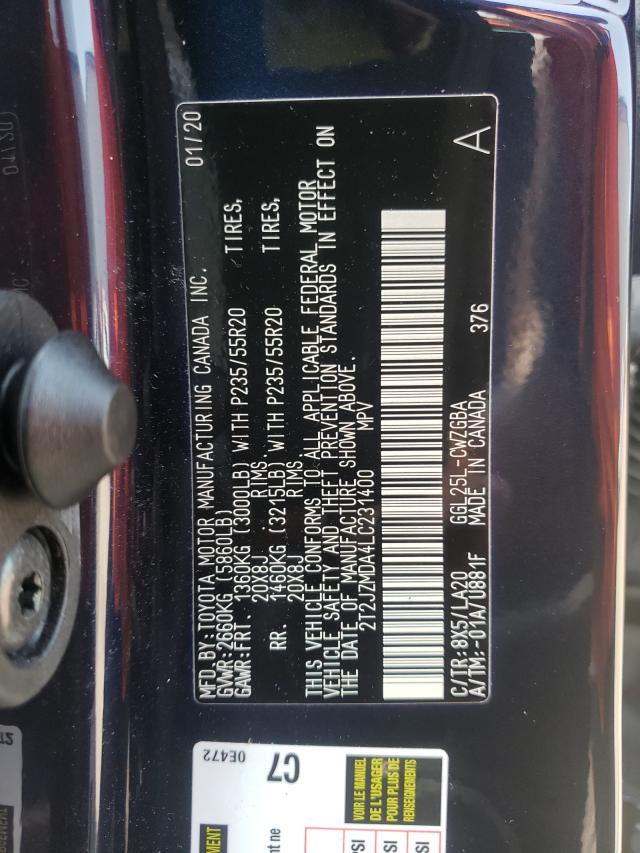 MFD.BY:TOYOTA MOTOR MANUFACTURING CANADA INC. 01/20
GVWR:2660KG (5860LB)
GAWR:FRT. 1360KG (3000LB) WITH P235/55R20 TIRES,
20X8J RIMS,
RR. 1460KG (3215LB) WITH P235/55R20 TIRES,
20X8J RIMS
THIS VEHICLE CONFORMS TO ALL APPLICABLE FEDERAL MOTOR
VEHICLE SAFETY AND THEFT PREVENTION STANDARDS IN EFFECT ON
THE DATE OF MANUFACTURE SHOWN ABOVE.
2T2JZMDA4LC231400 MPV
A
C/TR:8X5/LA20 GGL25L-CWZGBA
A/TM:-01A/U881F MADE IN CANADA 376
0E472
C7
VOIR LE MANUEL
DE L'USAGER
POUR PLUS DE
RENSEIGNEMENTS